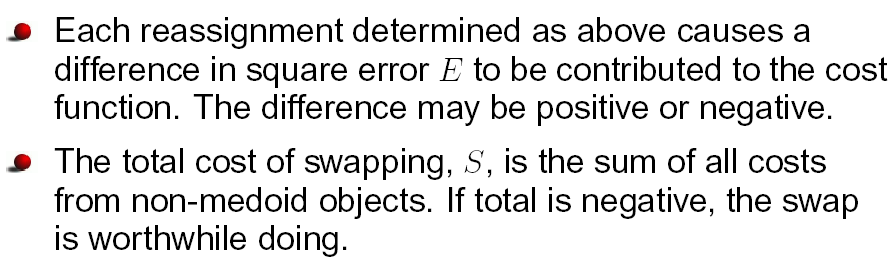 Each reassignment determined as above causes a
difference in square error E to be contributed to the cost
function. The difference may be positive or negative.
The total cost of swapping, S, is the sum of all costs
from non-medoid objects. If total is negative, the swap
is worthwhile doing.